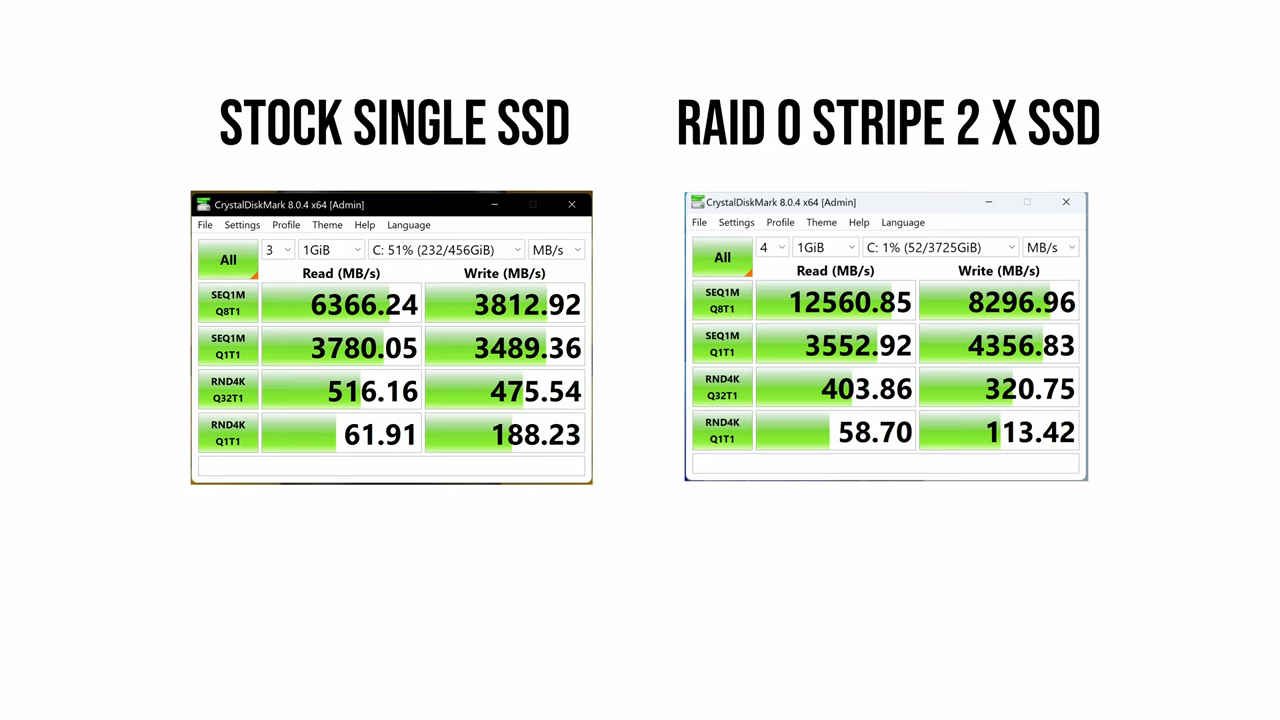 STOCK SINGLE SSD
CrystalDiskMark 8.0.4 x64 [Admin]
File Settings Profile Theme Help Language
All 3 1GiB C: 51% (232/456GiB) MB/s
Read (MB/s) Write (MB/s)
SEQ1M
Q8T1 6366.24 3812.92
SEQ1M
Q1T1 3780.05 3489.36
RND4K
Q32T1 516.16 475.54
RND4K
Q1T1 61.91 188.23
RAID 0 STRIPE 2 X SSD
CrystalDiskMark 8.0.4 x64 [Admin]
File Settings Profile Theme Help Language
All 4 1GiB C: 1% (52/3725GiB) MB/s
Read (MB/s) Write (MB/s)
SEQ1M
Q8T1 12560.85 8296.96
SEQ1M
Q1T1 3552.92 4356.83
RND4K
Q32T1 403.86 320.75
RND4K
Q1T1 58.70 113.42